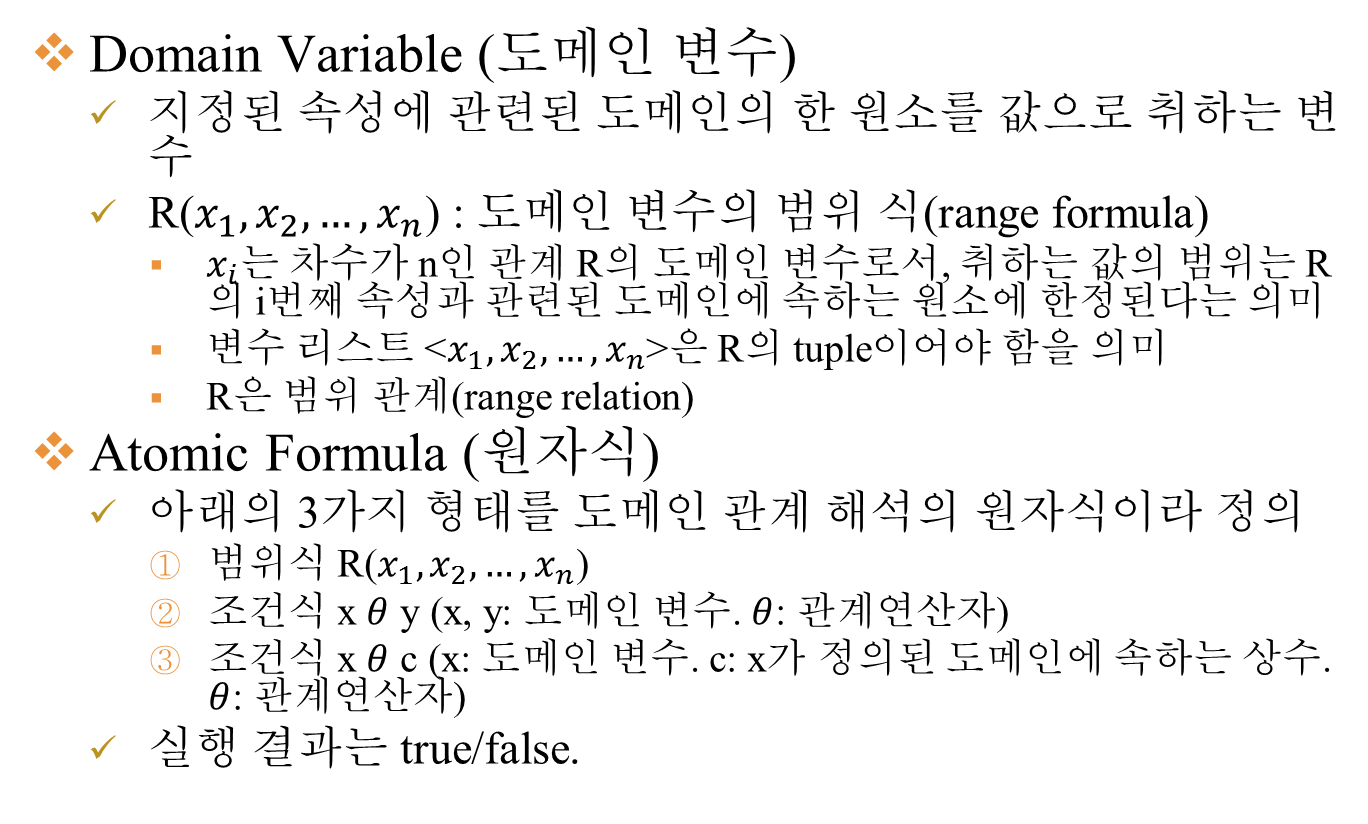 ❖ Domain Variable (도메인 변수)
✓ 지정된 속성에 관련된 도메인의 한 원소를 값으로 취하는 변
수
✓ R(𝑥₁, 𝑥₂, …, 𝑥ₙ) : 도메인 변수의 범위 식(range formula)
▪ 𝑥ᵢ는 차수가 n인 관계 R의 도메인 변수로서, 취하는 값의 범위는 R
의 i번째 속성과 관련된 도메인에 속하는 원소에 한정된다는 의미
▪ 변수 리스트 <𝑥₁, 𝑥₂, …, 𝑥ₙ>은 R의 tuple이어야 함을 의미
▪ R은 범위 관계(range relation)
❖ Atomic Formula (원자식)
✓ 아래의 3가지 형태를 도메인 관계 해석의 원자식이라 정의
① 범위식 R(𝑥₁, 𝑥₂, …, 𝑥ₙ)
② 조건식 x 𝜃 y (x, y: 도메인 변수. 𝜃: 관계연산자)
③ 조건식 x 𝜃 c (x: 도메인 변수. c: x가 정의된 도메인에 속하는 상수.
𝜃: 관계연산자)
✓ 실행 결과는 true/false.